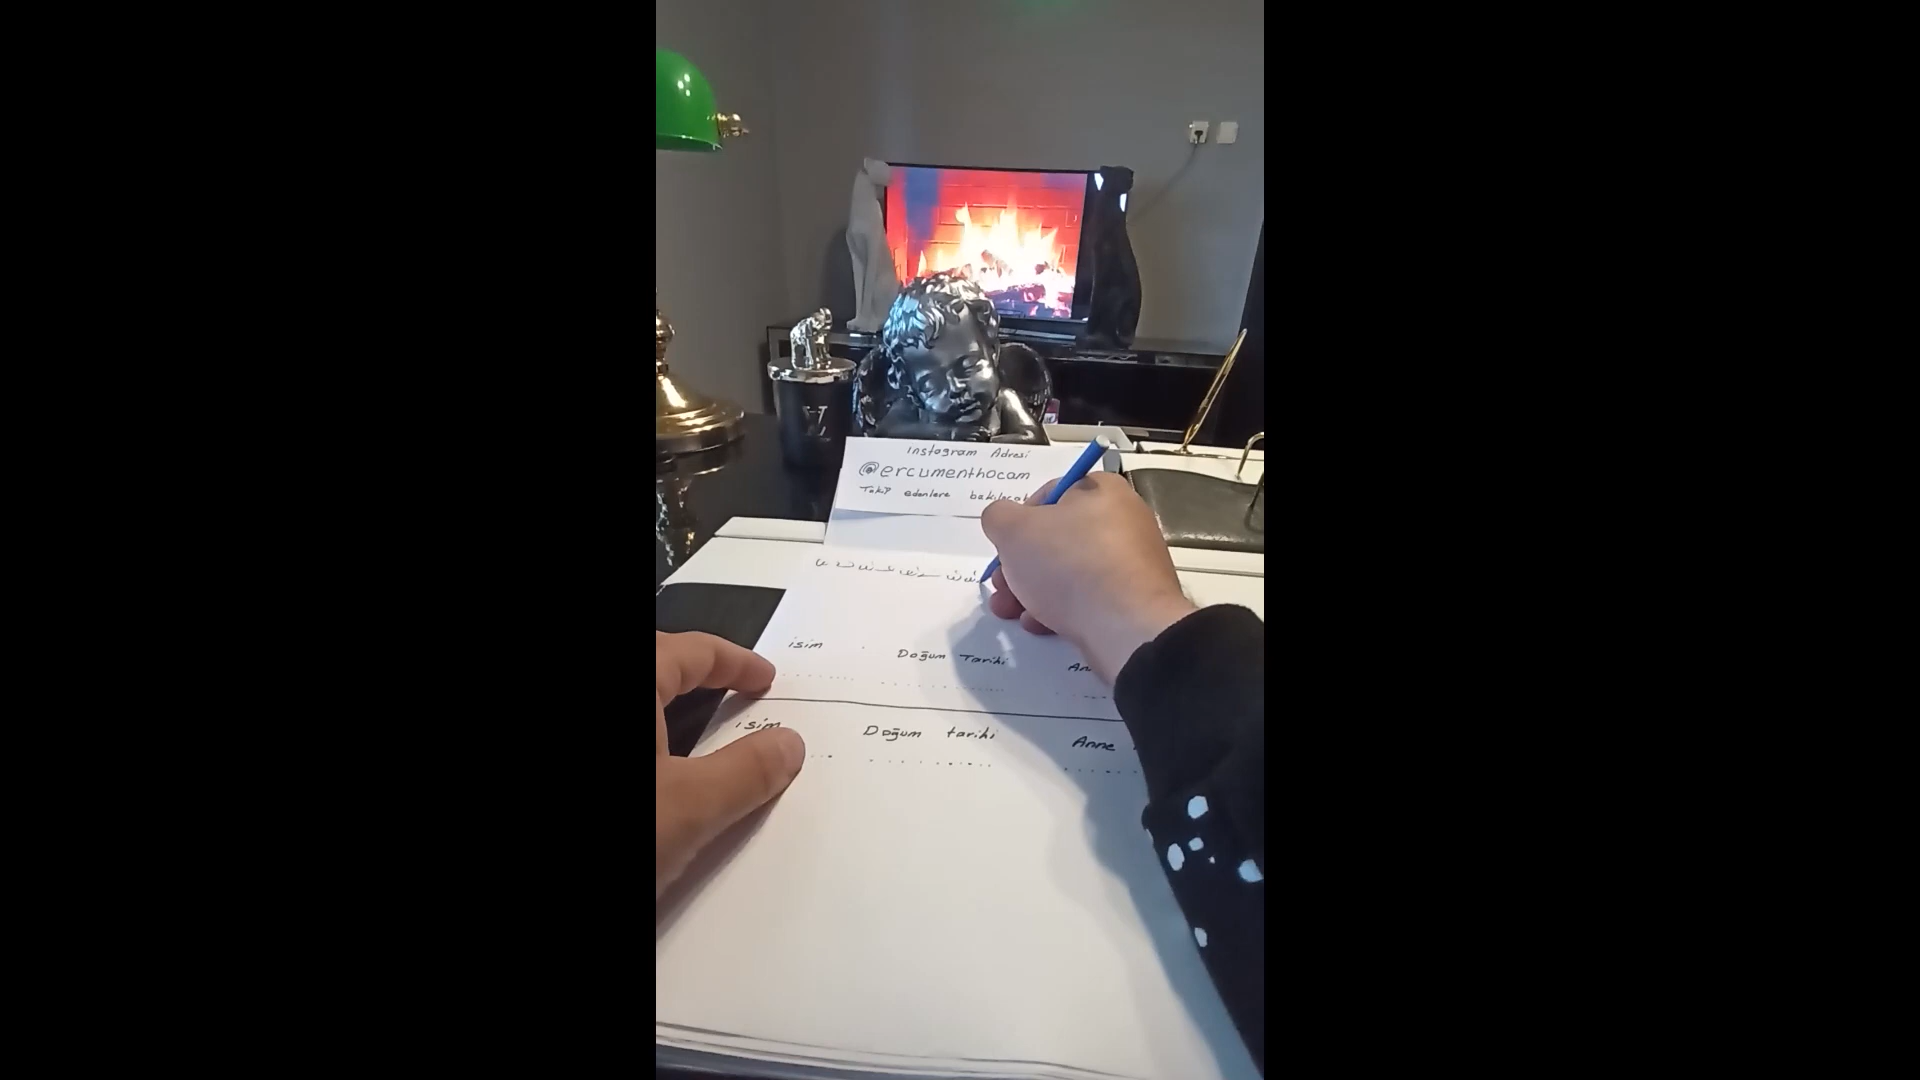 instagram Adresi
@ercumenthocam
Takip edenlere
isim Doğum Tarihi
isim Doğum tarihi Anne